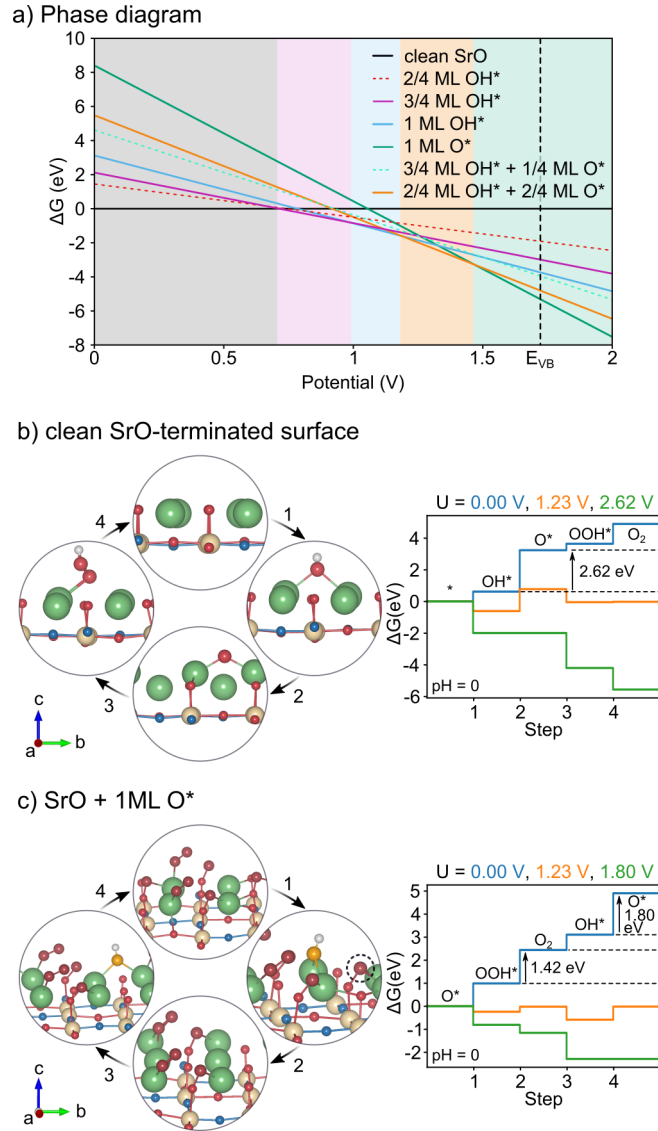 a) Phase diagram
10
8
6
4
2
0
-2
-4
-6
-8
ΔG (eV)
clean SrO
2/4 ML OH*
3/4 ML OH*
1 ML OH*
1 ML O*
3/4 ML OH* + 1/4 ML O*
2/4 ML OH* + 2/4 ML O*
0
0.5
1
1.5
E_VB
2
Potential (V)
b) clean SrO-terminated surface
4
1
3
2
c
a
b
U = 0.00 V, 1.23 V, 2.62 V
4
2
0
-2
-4
-6
ΔG(eV)
*
OH*
O*
OOH*
O₂
2.62 eV
pH = 0
1
2
3
4
Step
c) SrO + 1ML O*
4
1
3
2
c
a
b
U = 0.00 V, 1.23 V, 1.80 V
5
4
3
2
1
0
-1
-2
ΔG(eV)
O*
OOH*
O₂
OH*
O*
1.80
eV
1.42 eV
pH = 0
1
2
3
4
Step